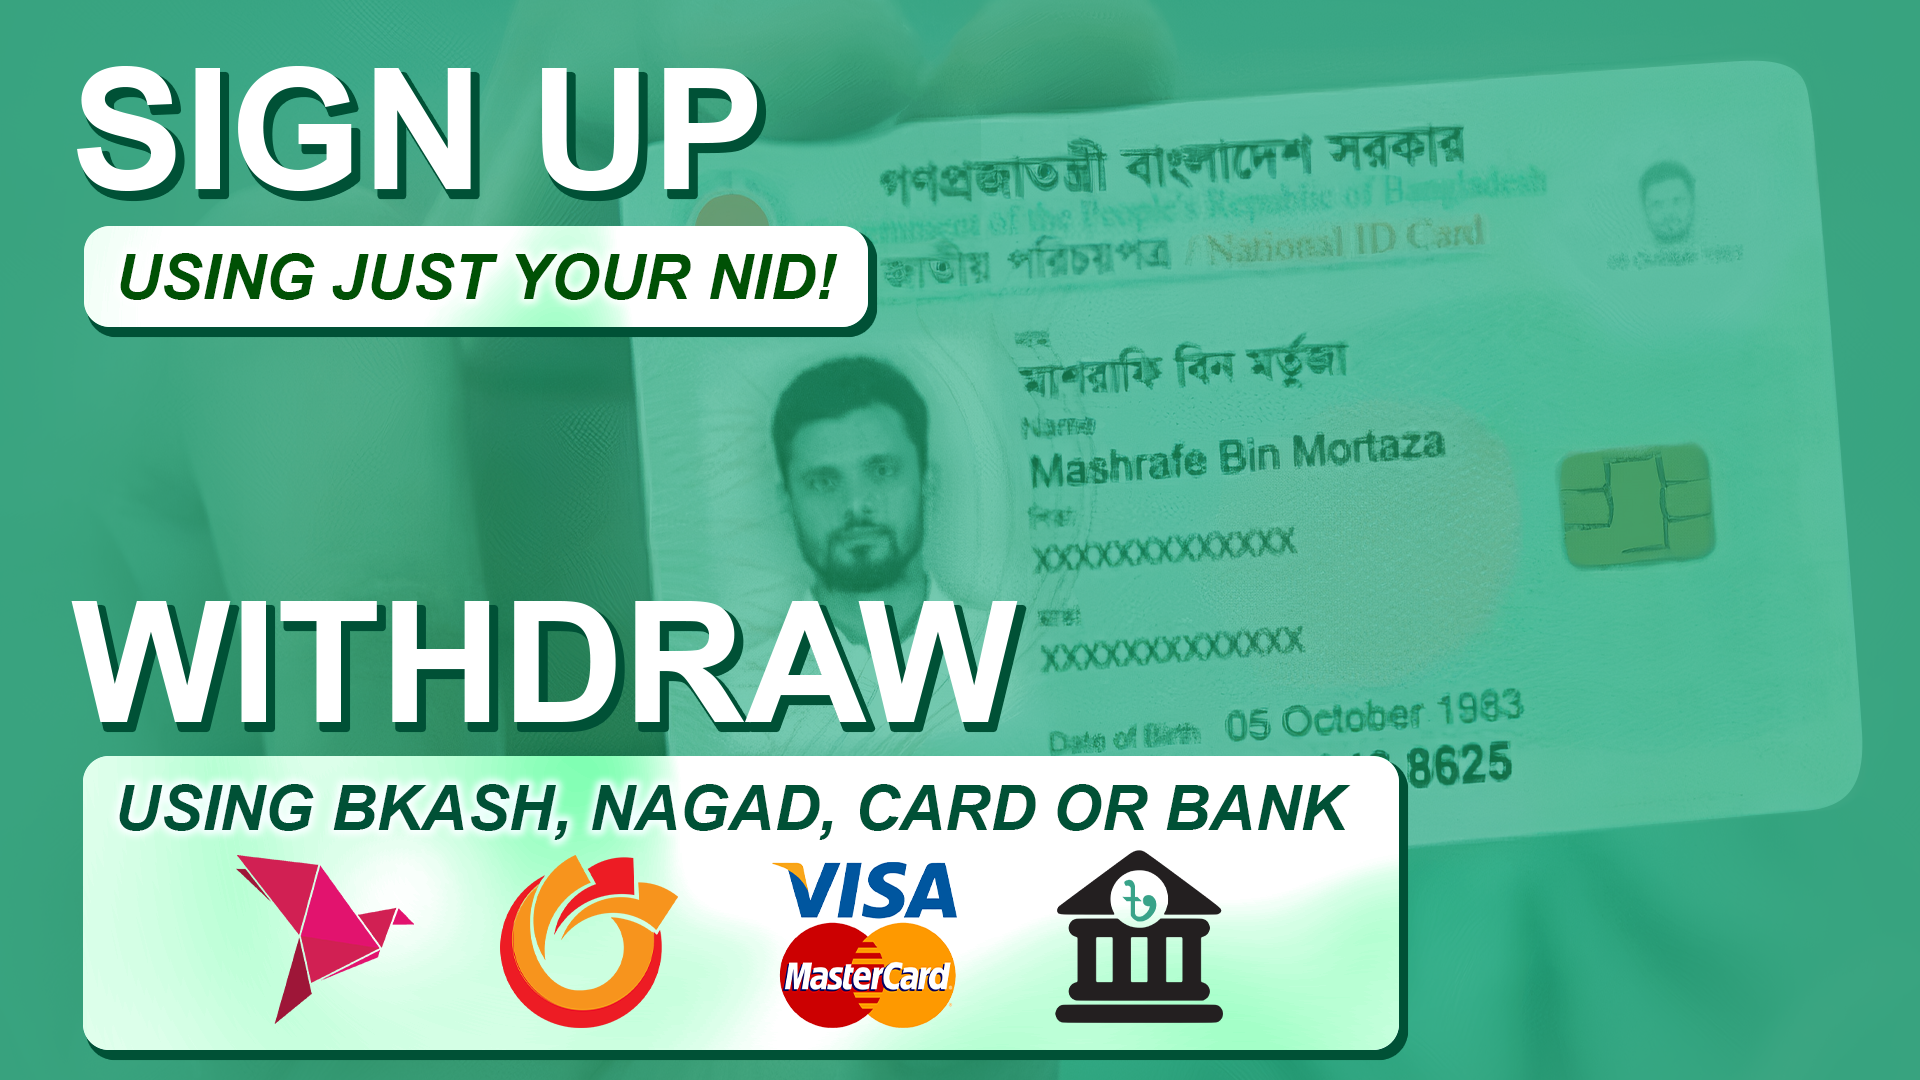 SIGN UP
USING JUST YOUR NID!
গণপ্রজাতন্ত্রী বাংলাদেশ সরকার
of the People's Republic of Bangladesh
জাতীয় পরিচয়পত্র / National ID Card
মাশরাফি বিন মর্তুজা
Name
Mashrafe Bin Mortaza
XXXXXXXXXXXXX
XXXXXXXXXXXXX
Date of Birth 05 October 1983
8625
WITHDRAW
USING BKASH, NAGAD, CARD OR BANK
VISA
MasterCard
৳